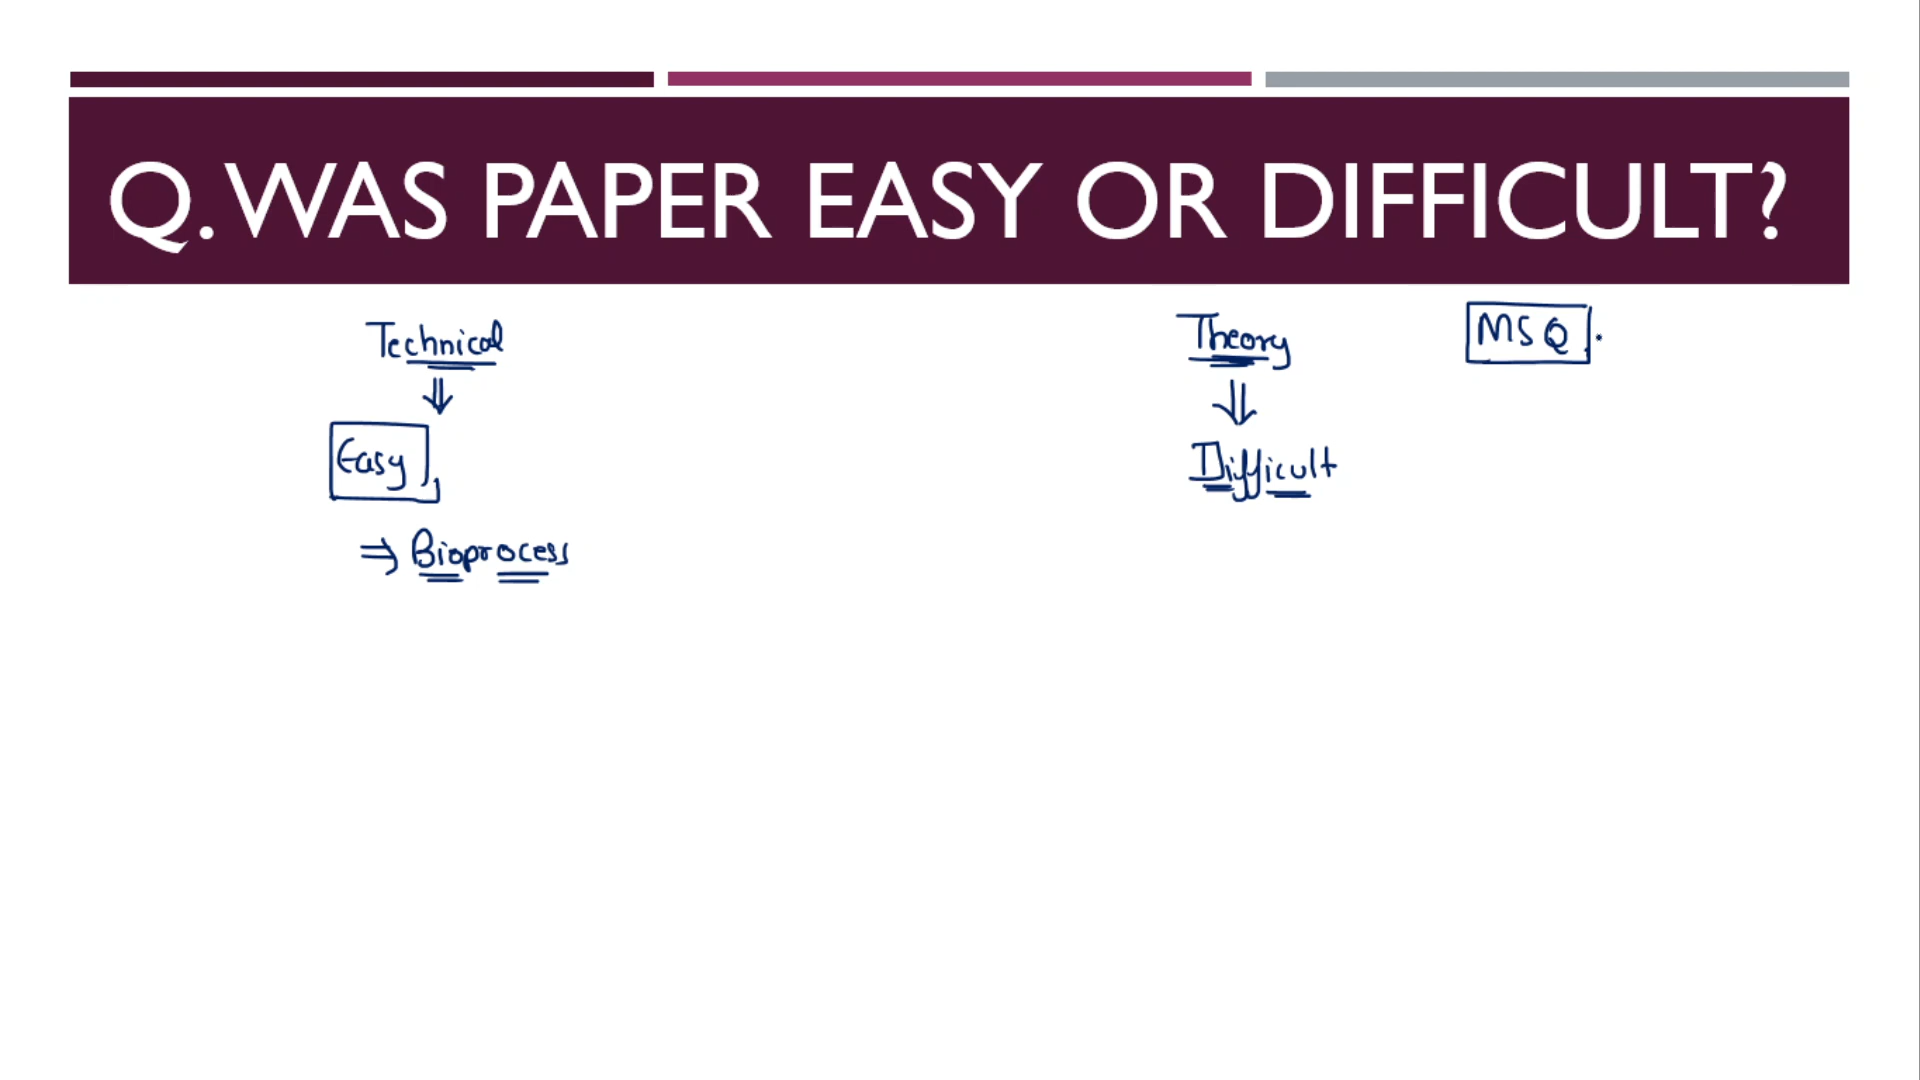 Q. WAS PAPER EASY OR DIFFICULT?
Technical
⇓
Easy
⇒ Bioprocess
Theory
⇓
Difficult
MSQ.